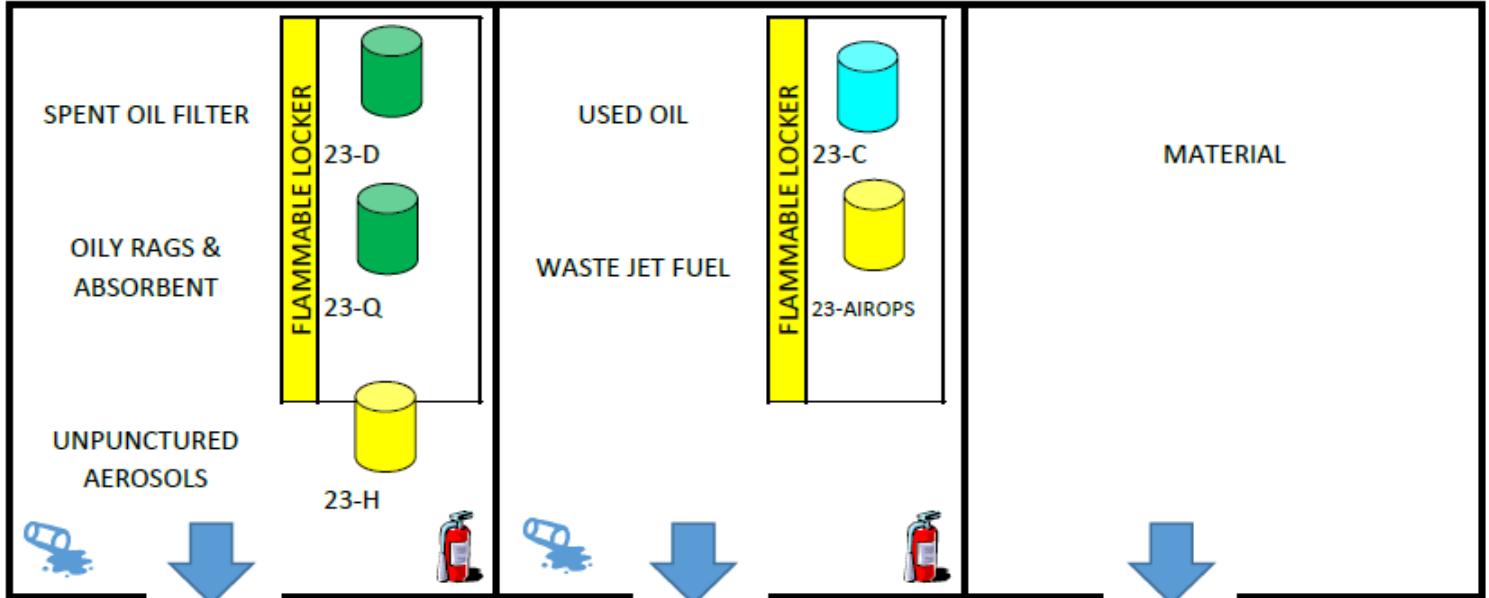 SPENT OIL FILTER
FLAMMABLE LOCKER
23-D
OILY RAGS &
ABSORBENT
23-Q
UNPUNCTURED
AEROSOLS
23-H
USED OIL
FLAMMABLE LOCKER
23-C
WASTE JET FUEL
23-AIROPS
MATERIAL